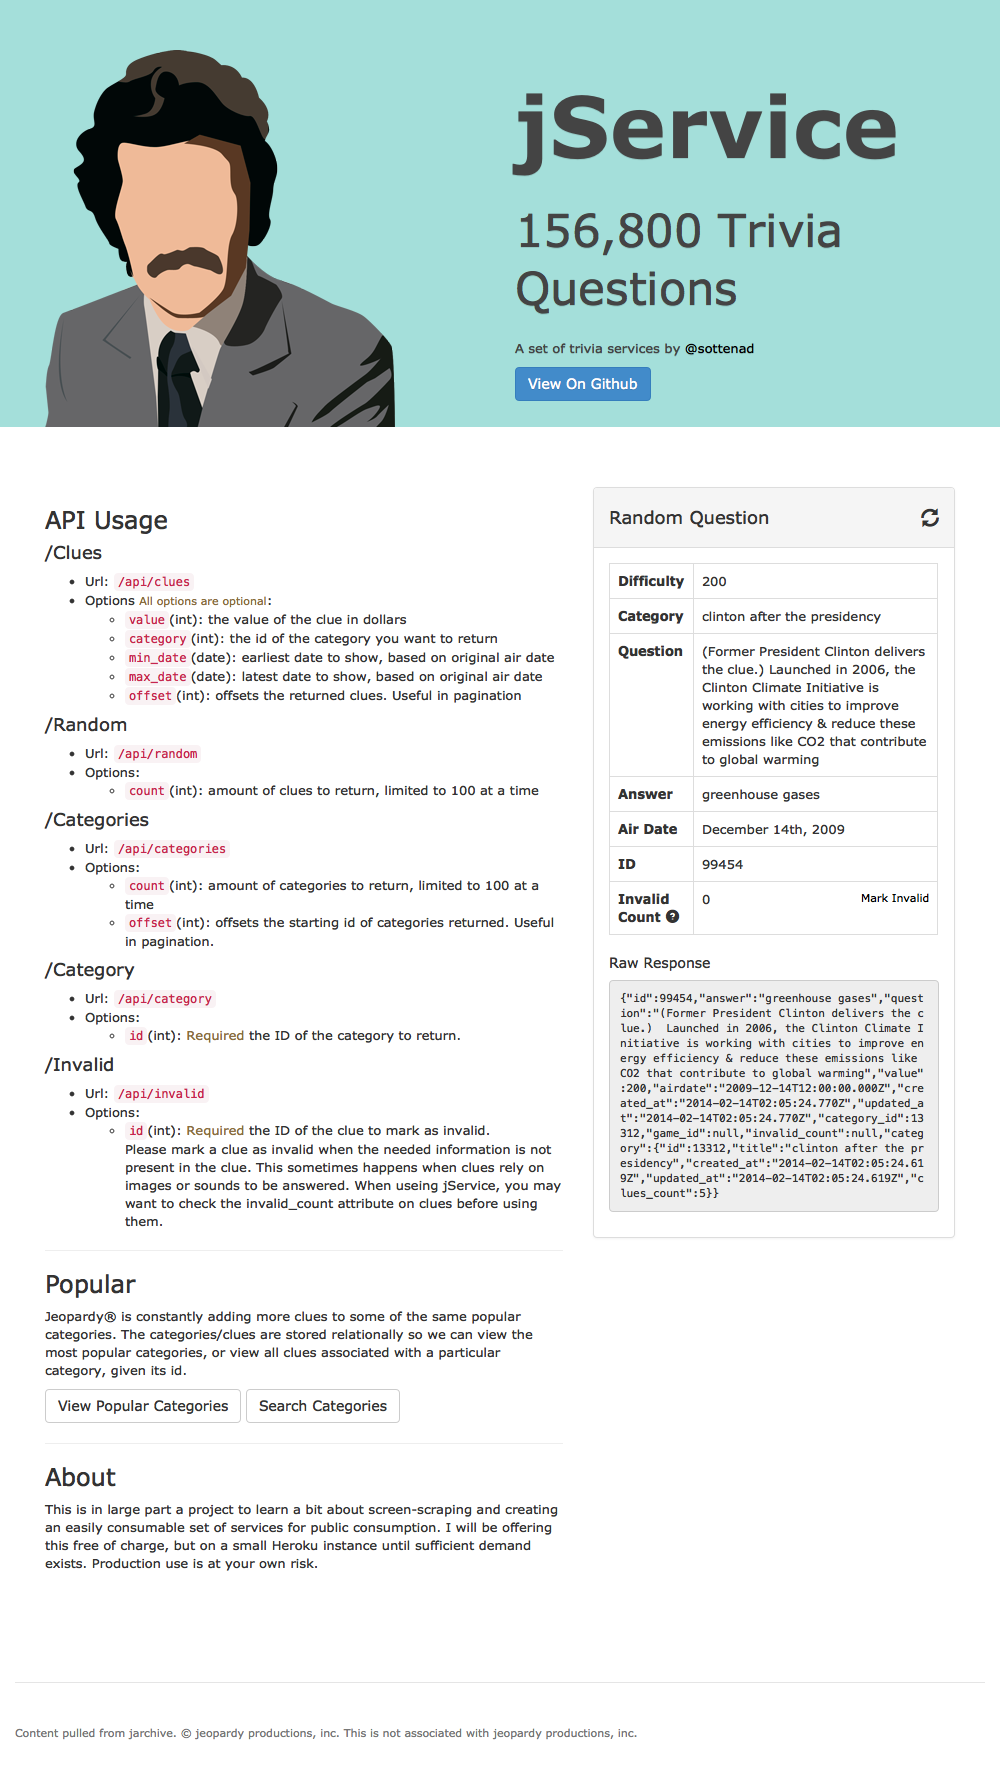 jService
156,800 Trivia
Questions
A set of trivia services by @sottenad
View On Github
API Usage
/Clues
• Url: /api/clues
• Options All options are optional:
◦ value (int): the value of the clue in dollars
◦ category (int): the id of the category you want to return
◦ min_date (date): earliest date to show, based on original air date
◦ max_date (date): latest date to show, based on original air date
◦ offset (int): offsets the returned clues. Useful in pagination
/Random
• Url: /api/random
• Options:
◦ count (int): amount of clues to return, limited to 100 at a time
/Categories
• Url: /api/categories
• Options:
◦ count (int): amount of categories to return, limited to 100 at a
time
◦ offset (int): offsets the starting id of categories returned. Useful
in pagination.
/Category
• Url: /api/category
• Options:
◦ id (int): Required the ID of the category to return.
/Invalid
• Url: /api/invalid
• Options:
◦ id (int): Required the ID of the clue to mark as invalid.
Please mark a clue as invalid when the needed information is not
present in the clue. This sometimes happens when clues rely on
images or sounds to be answered. When useing jService, you may
want to check the invalid_count attribute on clues before using
them.
Popular
Jeopardy® is constantly adding more clues to some of the same popular
categories. The categories/clues are stored relationally so we can view the
most popular categories, or view all clues associated with a particular
category, given its id.
View Popular Categories Search Categories
About
This is in large part a project to learn a bit about screen-scraping and creating
an easily consumable set of services for public consumption. I will be offering
this free of charge, but on a small Heroku instance until sufficient demand
exists. Production use is at your own risk.
Random Question
Difficulty 200
Category clinton after the presidency
Question (Former President Clinton delivers
the clue.) Launched in 2006, the
Clinton Climate Initiative is
working with cities to improve
energy efficiency & reduce these
emissions like CO2 that contribute
to global warming
Answer greenhouse gases
Air Date December 14th, 2009
ID 99454
Invalid 0 Mark Invalid
Count ?
Raw Response
{"id":99454,"answer":"greenhouse gases","quest
ion":"(Former President Clinton delivers the c
lue.)  Launched in 2006, the Clinton Climate I
nitiative is working with cities to improve en
ergy efficiency & reduce these emissions like
CO2 that contribute to global warming","value"
:200,"airdate":"2009-12-14T12:00:00.000Z","cre
ated_at":"2014-02-14T02:05:24.770Z","updated_a
t":"2014-02-14T02:05:24.770Z","category_id":13
312,"game_id":null,"invalid_count":null,"categ
ory":{"id":13312,"title":"clinton after the pr
esidency","created_at":"2014-02-14T02:05:24.61
9Z","updated_at":"2014-02-14T02:05:24.619Z","c
lues_count":5}}
Content pulled from jarchive. © jeopardy productions, inc. This is not associated with jeopardy productions, inc.